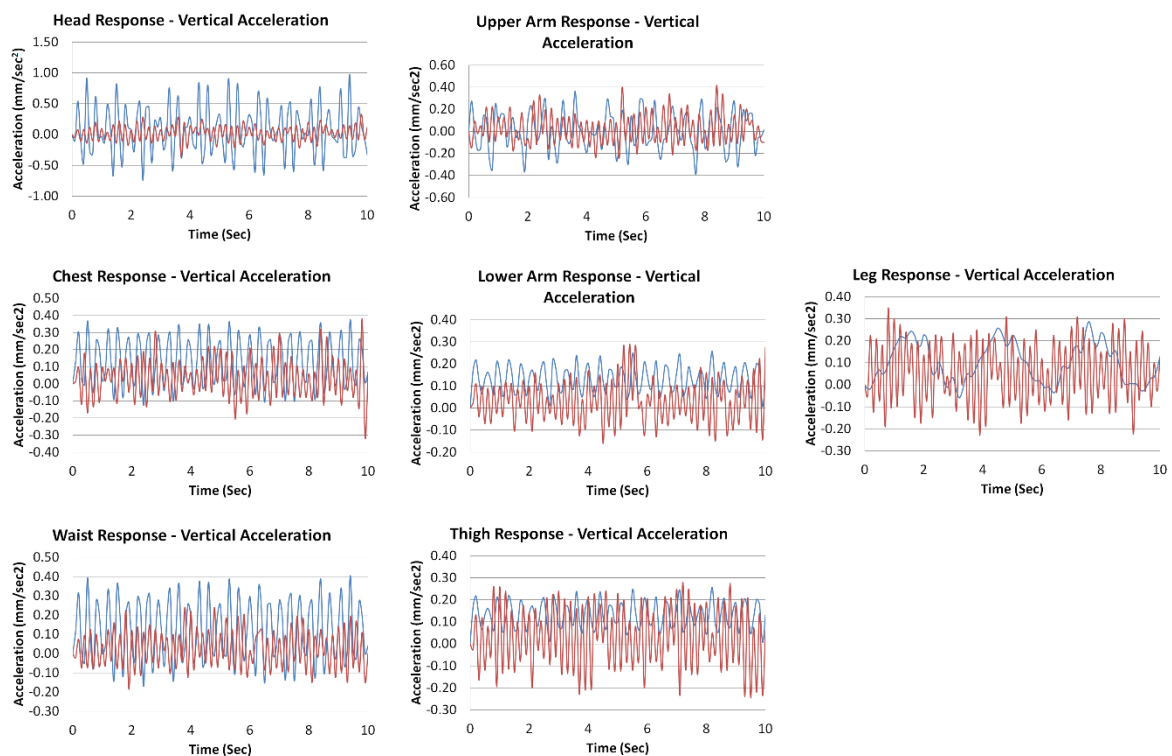 Head Response - Vertical Acceleration
Acceleration (mm/sec²)
1.50
1.00
0.50
0.00
-0.50
-1.00
0 2 4 6 8 10
Time (Sec)
Upper Arm Response - Vertical
Acceleration
Acceleration (mm/sec2)
0.60
0.40
0.20
0.00
-0.20
-0.40
-0.60
0 2 4 6 8 10
Time (Sec)
Chest Response - Vertical Acceleration
Acceleration (mm/sec2)
0.50
0.40
0.30
0.20
0.10
0.00
-0.10
-0.20
-0.30
-0.40
0 2 4 6 8 10
Time (Sec)
Lower Arm Response - Vertical
Acceleration
Acceleration (mm/sec2)
0.40
0.30
0.20
0.10
0.00
-0.10
-0.20
0 2 4 6 8 10
Time (Sec)
Leg Response - Vertical Acceleration
Acceleration (mm/sec2)
0.40
0.30
0.20
0.10
0.00
-0.10
-0.20
-0.30
0 2 4 6 8 10
Time (Sec)
Waist Response - Vertical Acceleration
Acceleration (mm/sec2)
0.50
0.40
0.30
0.20
0.10
0.00
-0.10
-0.20
-0.30
0 2 4 6 8 10
Time (Sec)
Thigh Response - Vertical Acceleration
Acceleration (mm/sec2)
0.40
0.30
0.20
0.10
0.00
-0.10
-0.20
-0.30
0 2 4 6 8 10
Time (Sec)